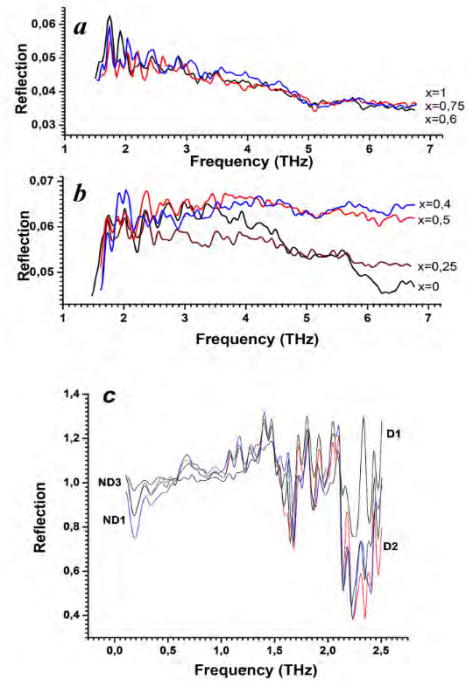 a
0,06
0,05
0,04
0,03
Reflection
x=1
x=0,75
x=0,6
1 2 3 4 5 6 7
Frequency (THz)
b
0,07
0,06
0,05
Reflection
x=0,4
x=0,5
x=0,25
x=0
1 2 3 4 5 6 7
Frequency (THz)
c
1,4
1,2
1,0
0,8
0,6
0,4
Reflection
D1
ND3
ND1
D2
0,0 0,5 1,0 1,5 2,0 2,5
Frequency (THz)